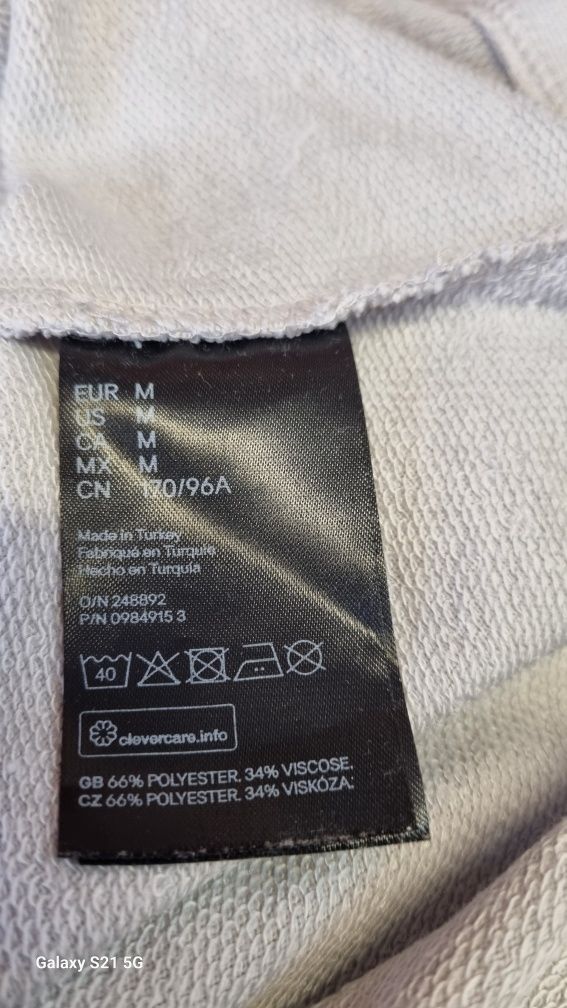 EUR M
US M
CA M
MX M
CN 170/96A
Made in Turkey
Fabriqué en Turquie
Hecho en Turquía
O/N 248892
P/N 0984915 3
40
clevercare.info
GB 66% POLYESTER. 34% VISCOSE.
CZ 66% POLYESTER. 34% VISKÓZA.
Galaxy S21 5G